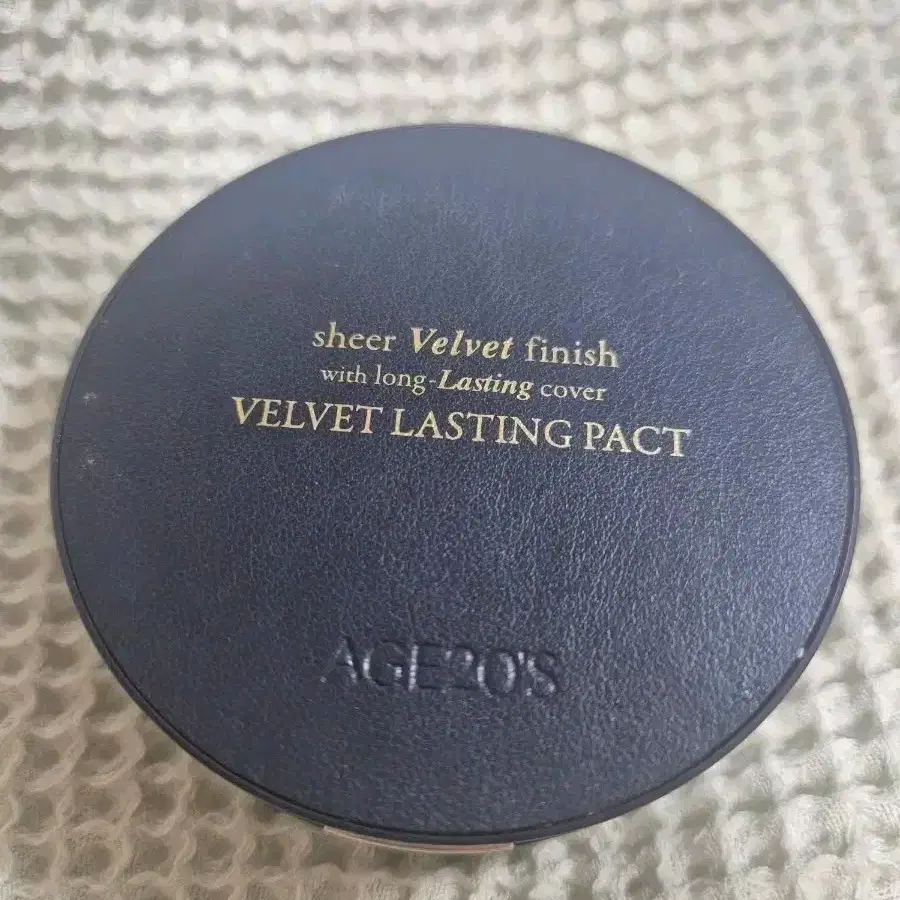 sheer Velvet finish
with long-Lasting cover
VELVET LASTING PACT
AGE20'S